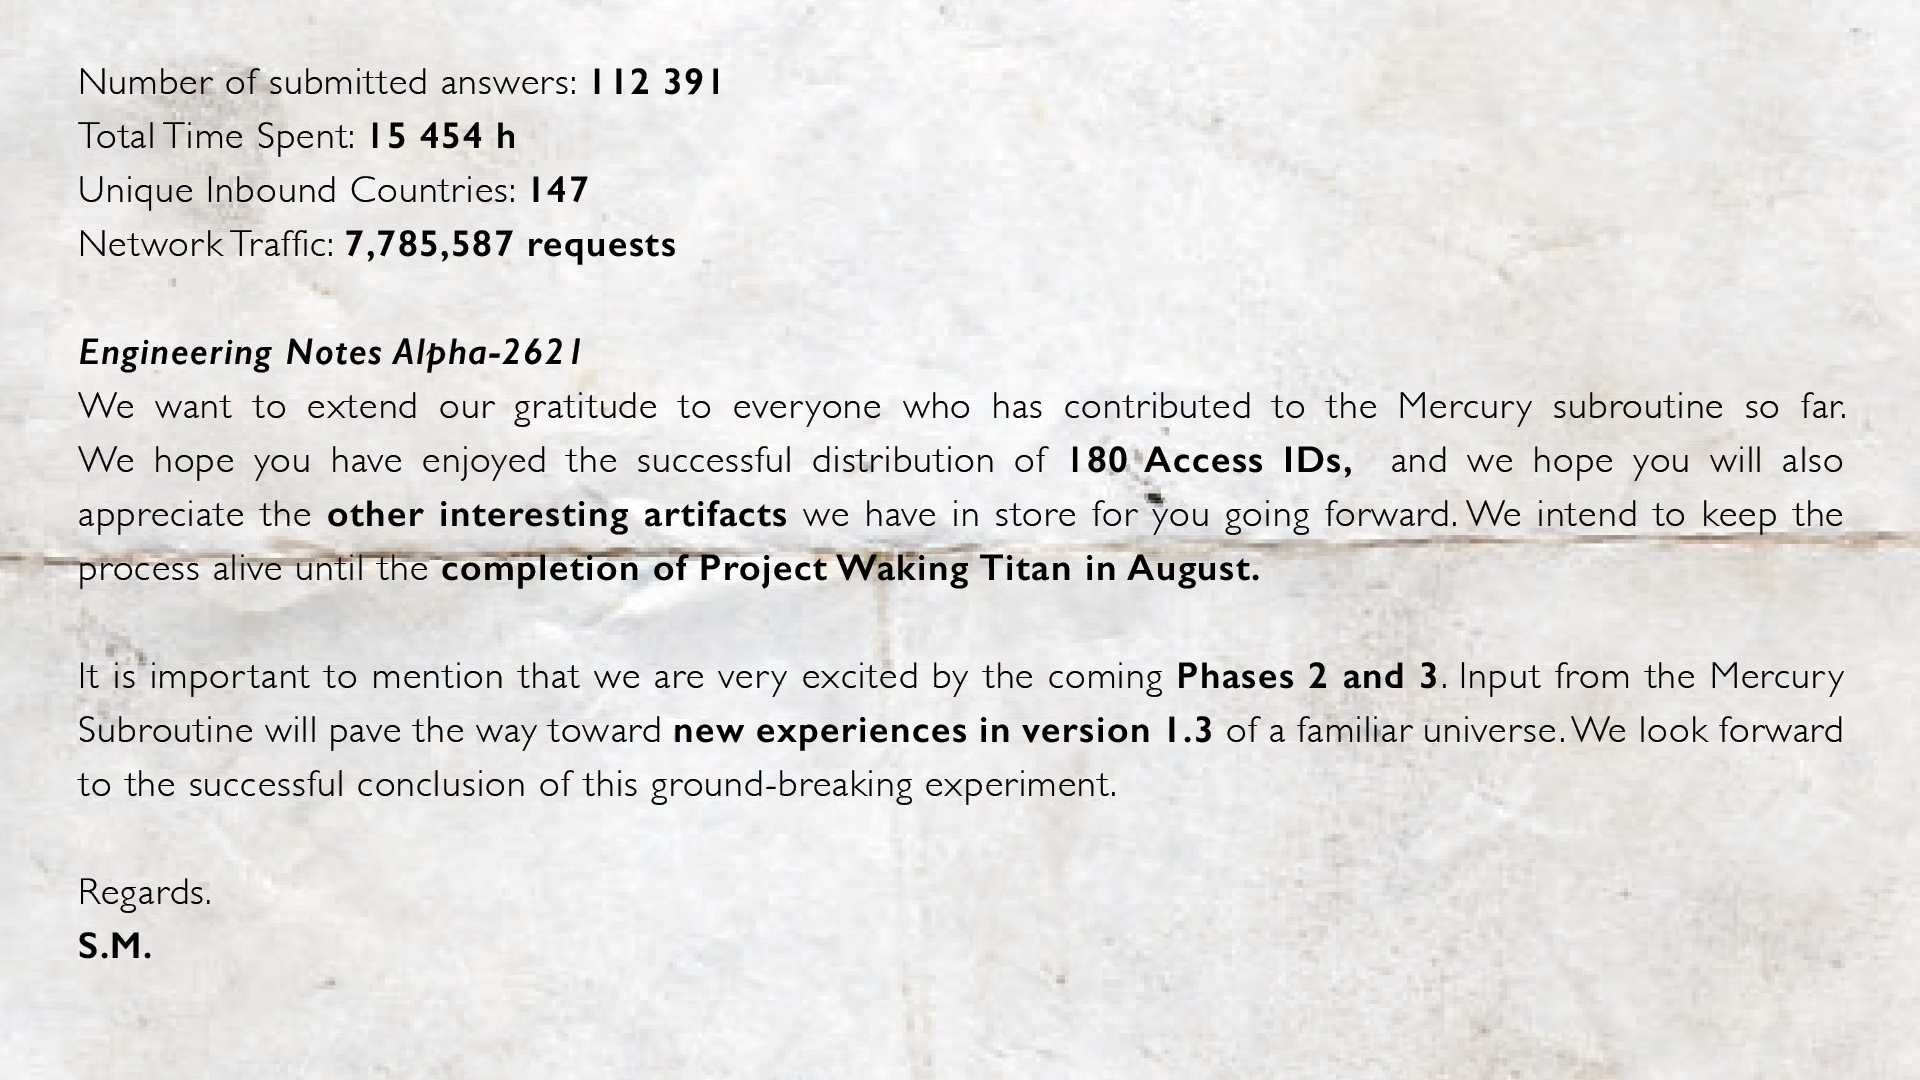 Number of submitted answers: 112 391
Total Time Spent: 15 454 h
Unique Inbound Countries: 147
Network Traffic: 7,785,587 requests
Engineering Notes Alpha-2621
We want to extend our gratitude to everyone who has contributed to the Mercury subroutine so far.
We hope you have enjoyed the successful distribution of 180 Access IDs, and we hope you will also
appreciate the other interesting artifacts we have in store for you going forward. We intend to keep the
process alive until the completion of Project Waking Titan in August.
It is important to mention that we are very excited by the coming Phases 2 and 3. Input from the Mercury
Subroutine will pave the way toward new experiences in version 1.3 of a familiar universe. We look forward
to the successful conclusion of this ground-breaking experiment.
Regards.
S.M.